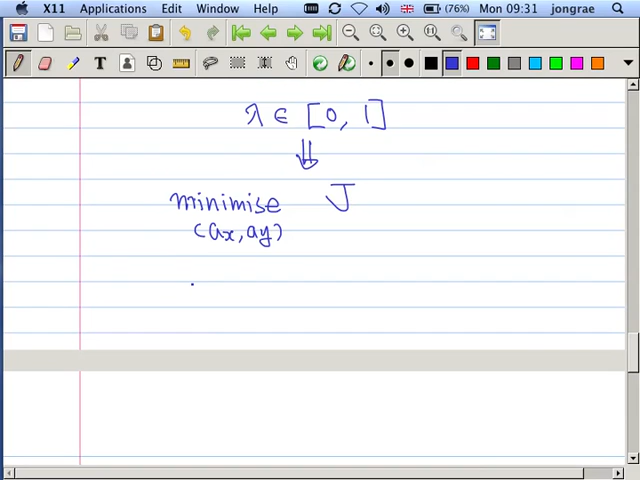 X11 Applications Edit Window Help (76%) Mon 09:31 jongrae
T
λ ∈ [0, 1]
⇓
minimise J
(ax, ay)